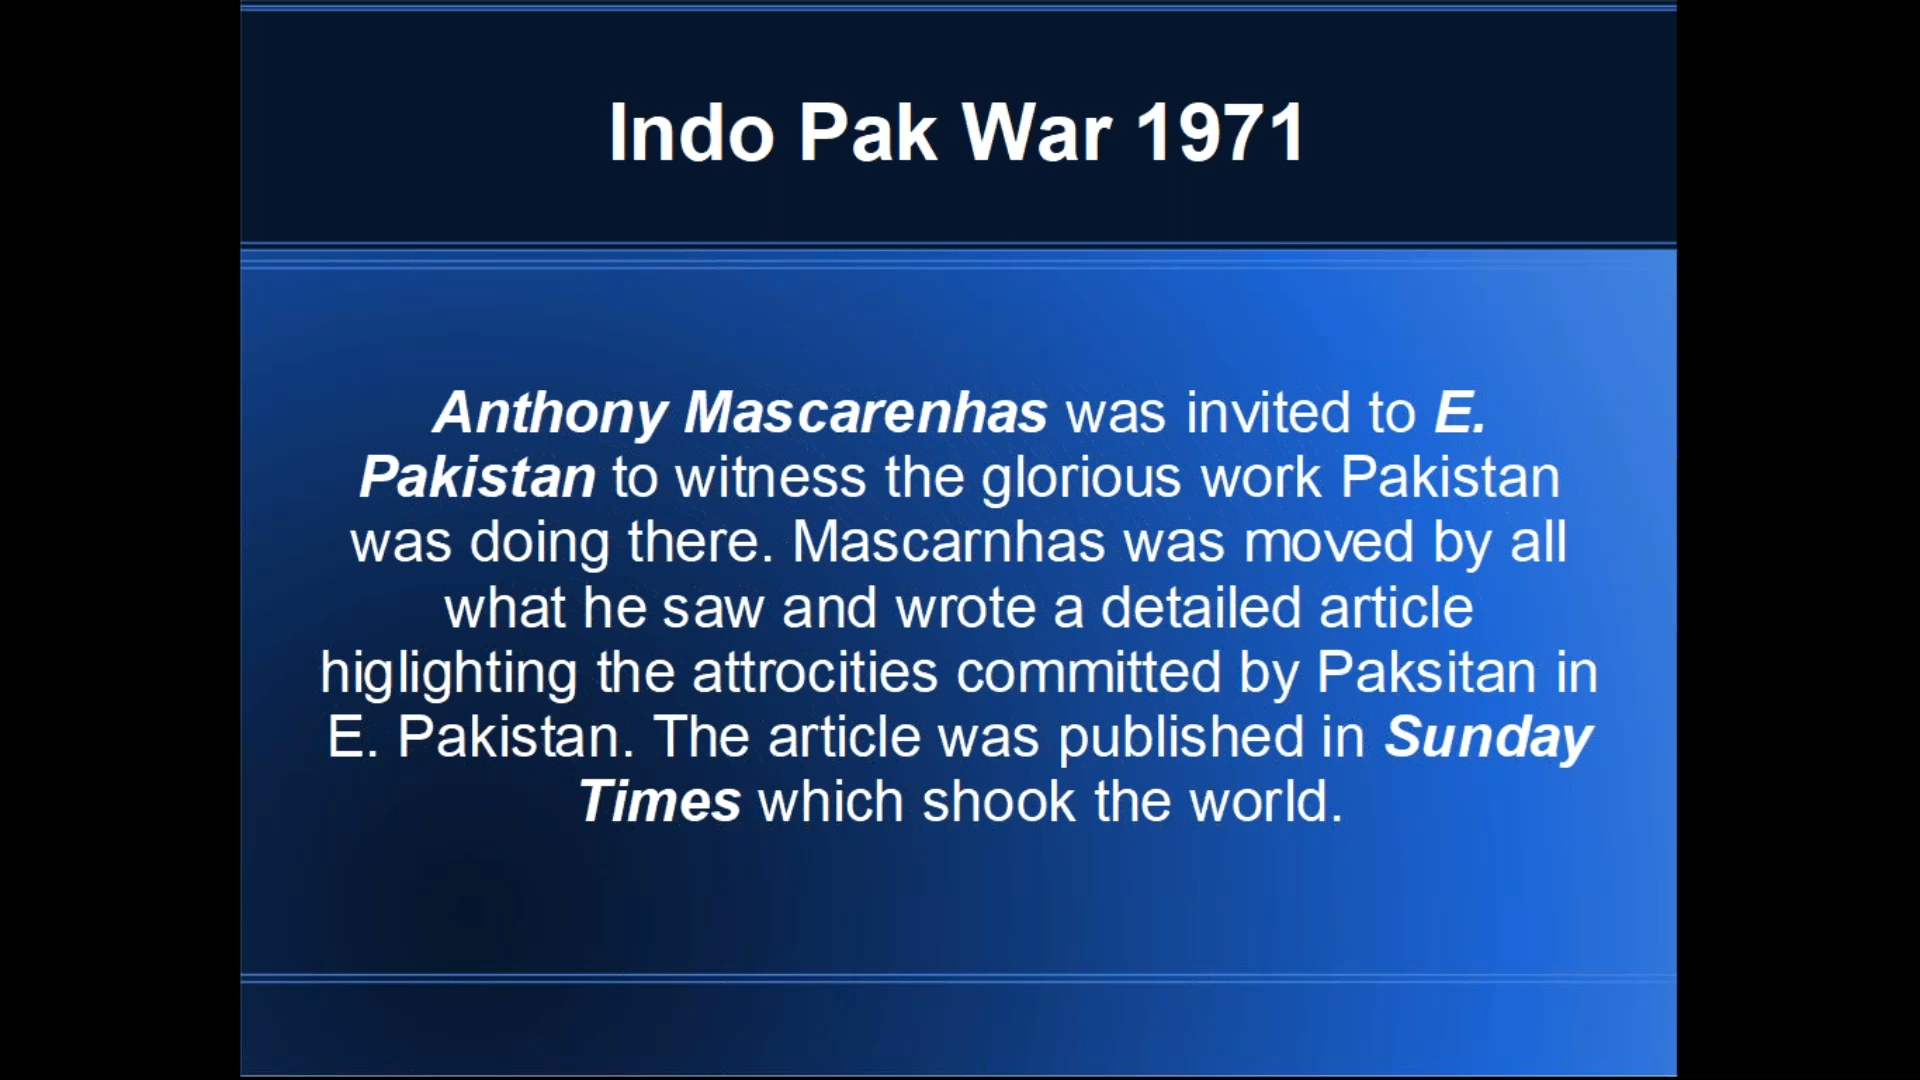 Indo Pak War 1971
Anthony Mascarenhas was invited to E.
Pakistan to witness the glorious work Pakistan
was doing there. Mascarnhas was moved by all
what he saw and wrote a detailed article
higlighting the attrocities committed by Paksitan in
E. Pakistan. The article was published in Sunday
Times which shook the world.